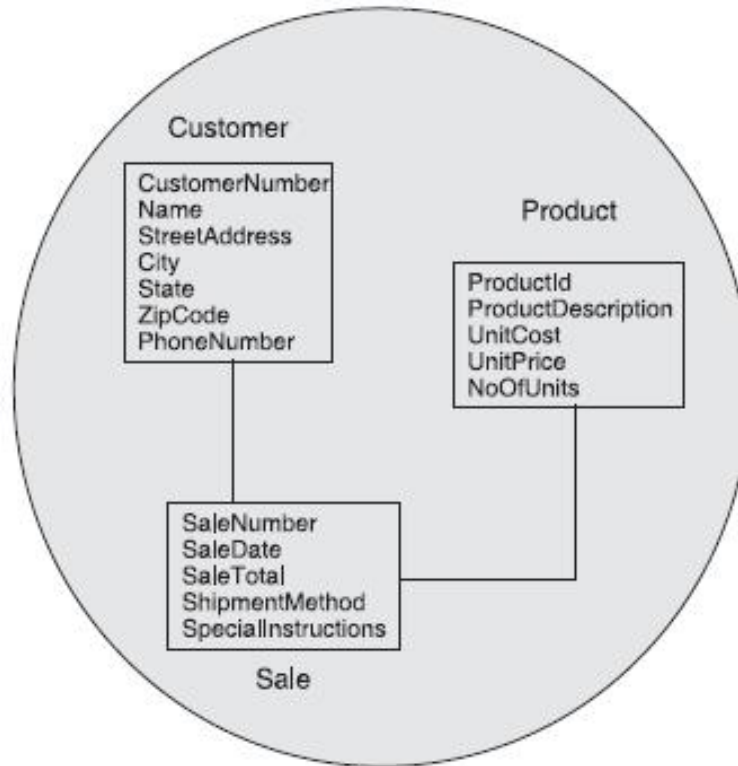 Customer
CustomerNumber
Name
StreetAddress
City
State
ZipCode
PhoneNumber
Product
ProductId
ProductDescription
UnitCost
UnitPrice
NoOfUnits
SaleNumber
SaleDate
SaleTotal
ShipmentMethod
SpecialInstructions
Sale